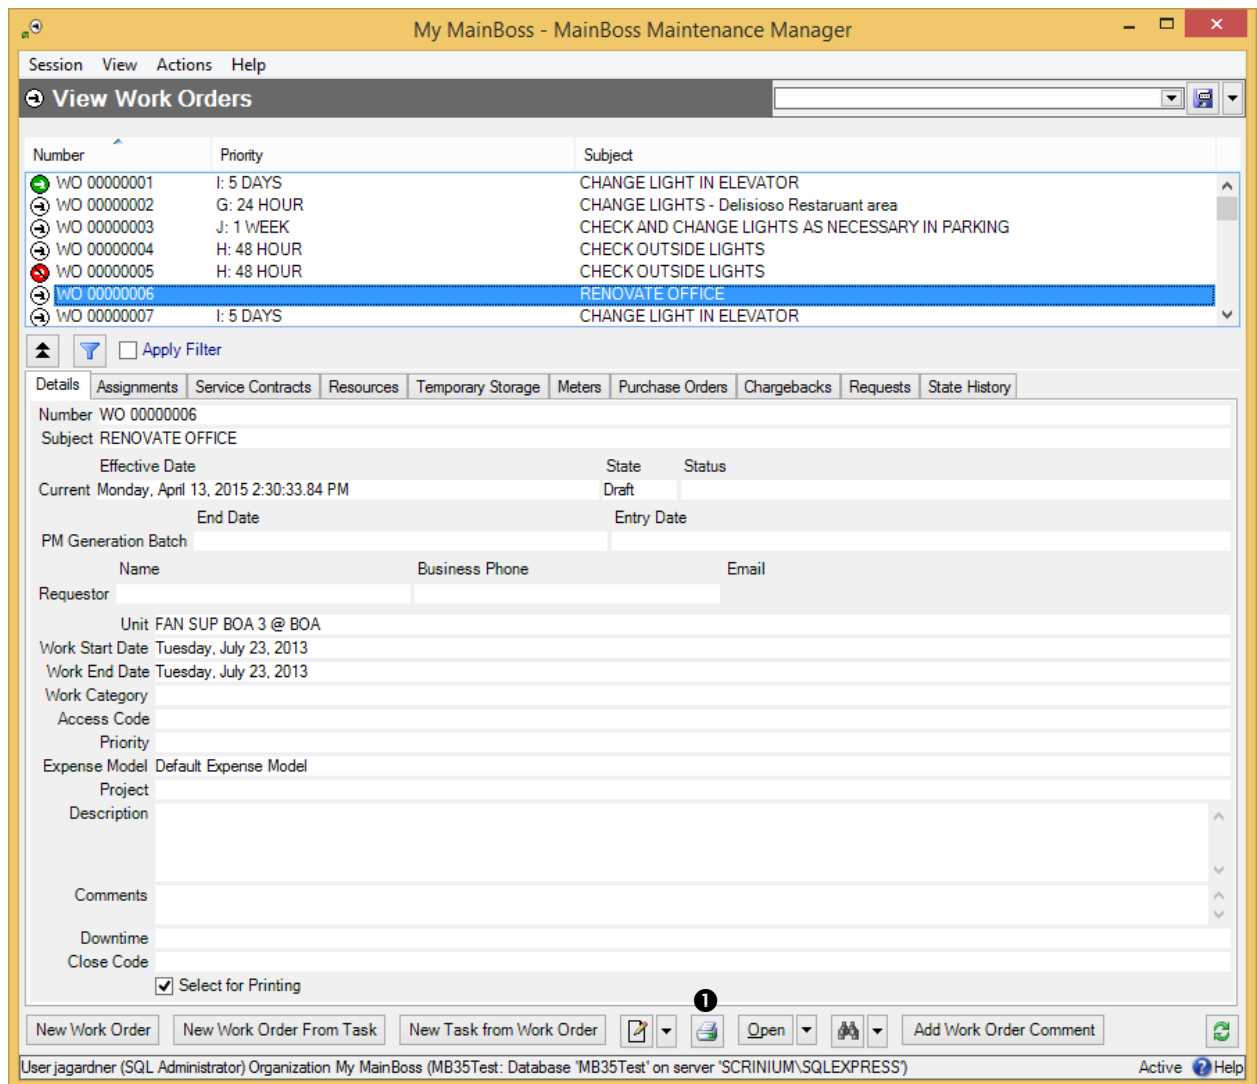 My MainBoss - MainBoss Maintenance Manager
Session View Actions Help
View Work Orders
Number Priority Subject
WO 00000001 I: 5 DAYS CHANGE LIGHT IN ELEVATOR
WO 00000002 G: 24 HOUR CHANGE LIGHTS - Delisioso Restaruant area
WO 00000003 J: 1 WEEK CHECK AND CHANGE LIGHTS AS NECESSARY IN PARKING
WO 00000004 H: 48 HOUR CHECK OUTSIDE LIGHTS
WO 00000005 H: 48 HOUR CHECK OUTSIDE LIGHTS
WO 00000006 RENOVATE OFFICE
WO 00000007 I: 5 DAYS CHANGE LIGHT IN ELEVATOR
Apply Filter
Details Assignments Service Contracts Resources Temporary Storage Meters Purchase Orders Chargebacks Requests State History
Number WO 00000006
Subject RENOVATE OFFICE
Effective Date State Status
Current Monday, April 13, 2015 2:30:33.84 PM Draft
End Date Entry Date
PM Generation Batch
Name Business Phone Email
Requestor
Unit FAN SUP BOA 3 @ BOA
Work Start Date Tuesday, July 23, 2013
Work End Date Tuesday, July 23, 2013
Work Category
Access Code
Priority
Expense Model Default Expense Model
Project
Description
Comments
Downtime
Close Code
Select for Printing
1
New Work Order New Work Order From Task New Task from Work Order Open Add Work Order Comment
User jagardner (SQL Administrator) Organization My MainBoss (MB35Test: Database 'MB35Test' on server 'SCRINIUM\SQLEXPRESS') Active Help